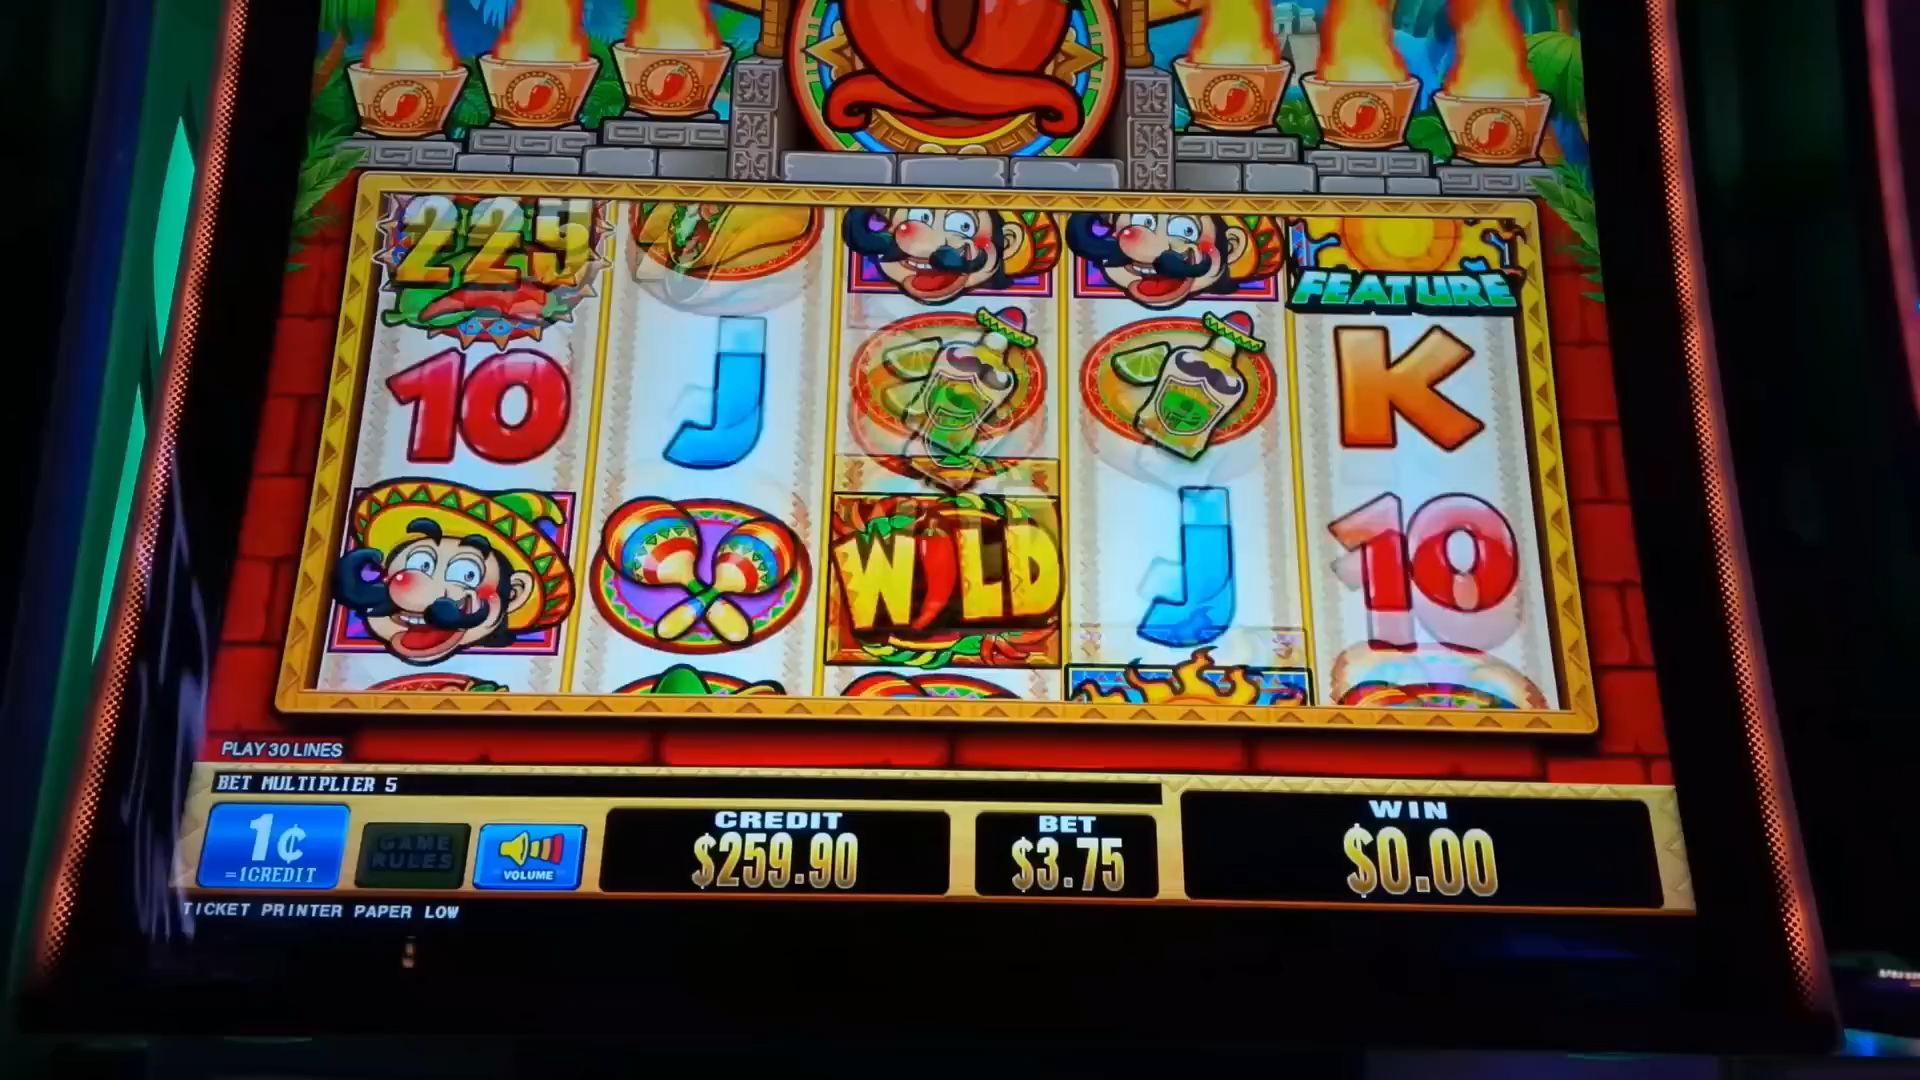 225
FEATURE
10
J
K
WILD
J
10
PLAY 30 LINES
BET MULTIPLIER 5
1¢
=1CREDIT
GAME
RULES
VOLUME
CREDIT
$259.90
BET
$3.75
WIN
$0.00
TICKET PRINTER PAPER LOW